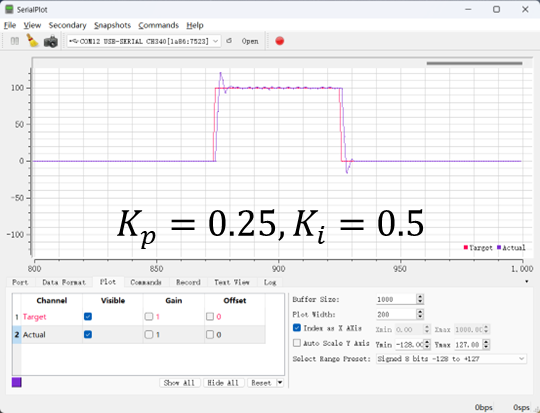 SerialPlot
File View Secondary Snapshots Commands Help
COM12 USB-SERIAL CH340[1a86:7523] Open
100
50
0
-50
-100
K_p = 0.25, K_i = 0.5
Target Actual
800 850 900 950 1,000
Port Data Format Plot Commands Record Text View Log
Channel Visible Gain Offset
1 Target 1 0
2 Actual 1 0
Show All Hide All Reset
Buffer Size: 1000
Plot Width: 200
Index as X AXis Xmin 0.00 Xmax 1000.00
Auto Scale Y Axis Ymin -128.00 Ymax 127.00
Select Range Preset: Signed 8 bits -128 to +127
0bps 0sps